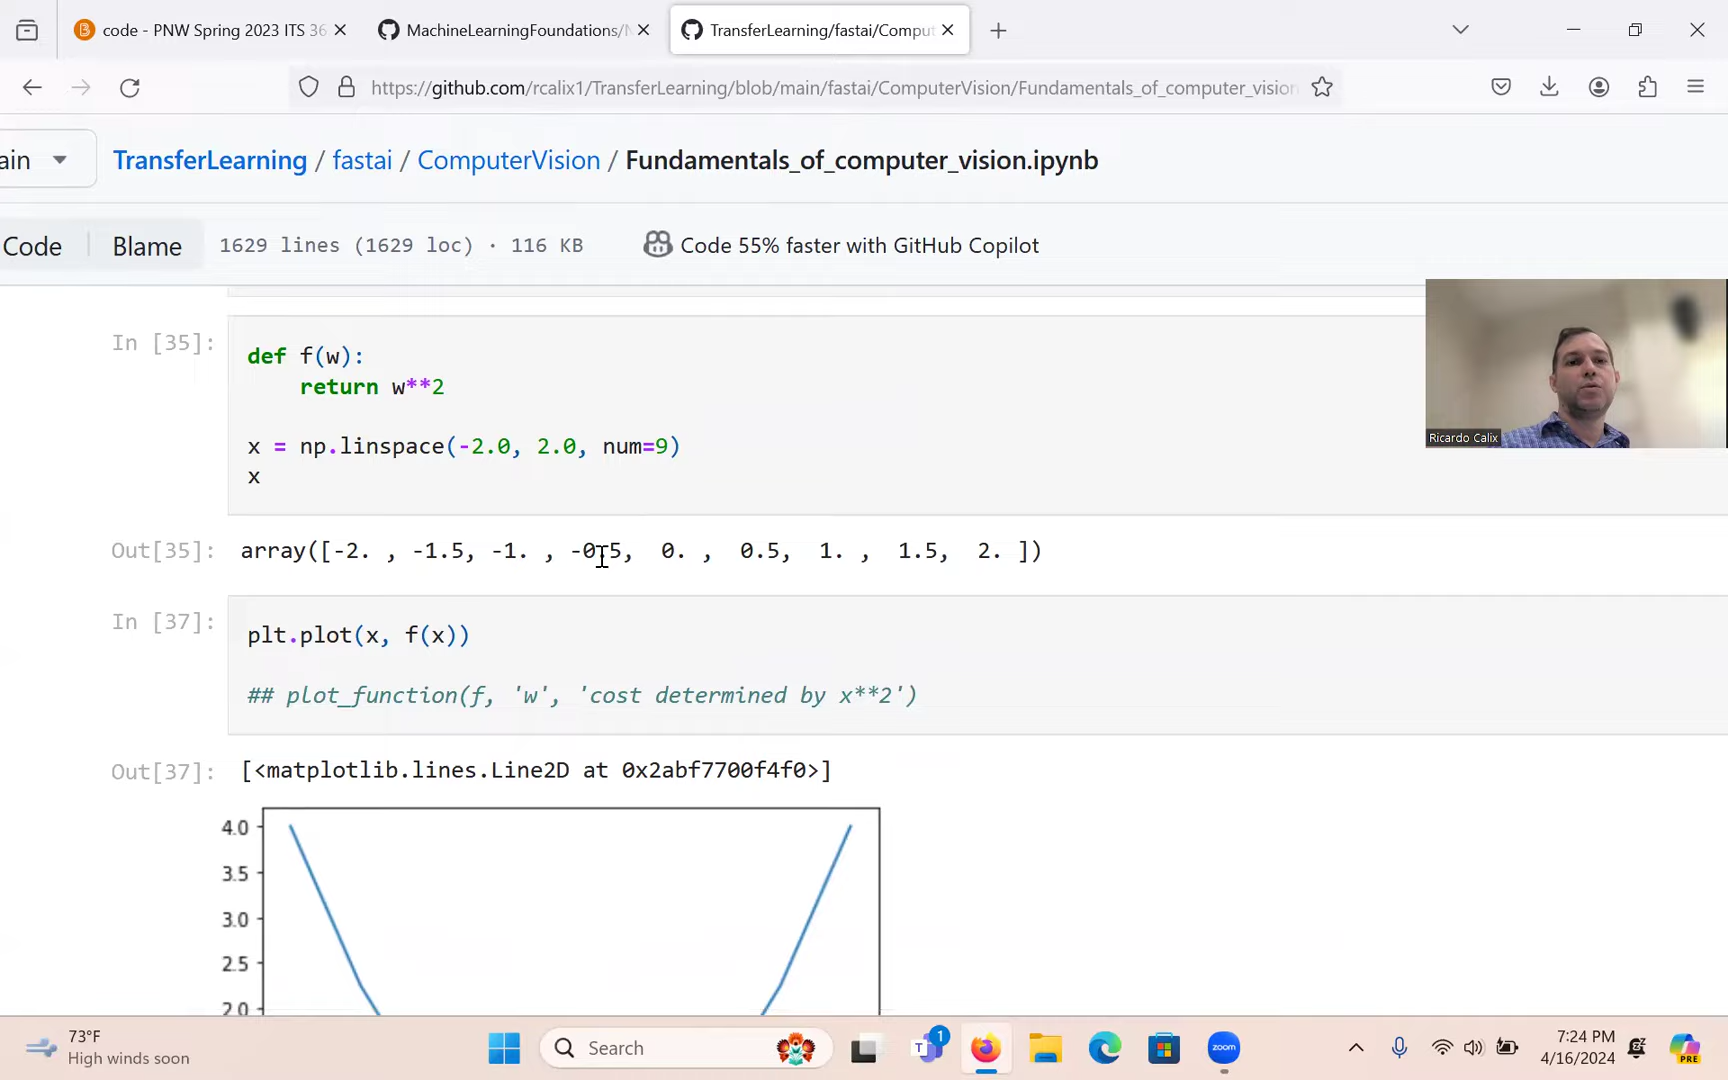 code - PNW Spring 2023 ITS 36
MachineLearningFoundations/
TransferLearning/fastai/Comput
https://github.com/rcalix1/TransferLearning/blob/main/fastai/ComputerVision/Fundamentals_of_computer_vision
ain
TransferLearning / fastai / ComputerVision / Fundamentals_of_computer_vision.ipynb
Code
Blame
1629 lines (1629 loc) · 116 KB
Code 55% faster with GitHub Copilot
In [35]:
def f(w):
return w**2
x = np.linspace(-2.0, 2.0, num=9)
x
Ricardo Calix
Out[35]:
array([-2. , -1.5, -1. , -0.5, 0. , 0.5, 1. , 1.5, 2. ])
In [37]:
plt.plot(x, f(x))
## plot_function(f, 'w', 'cost determined by x**2')
Out[37]:
[<matplotlib.lines.Line2D at 0x2abf7700f4f0>]
4.0
3.5
3.0
2.5
2.0
73°F
High winds soon
Search
T
1
zoom
7:24 PM
4/16/2024
PRE